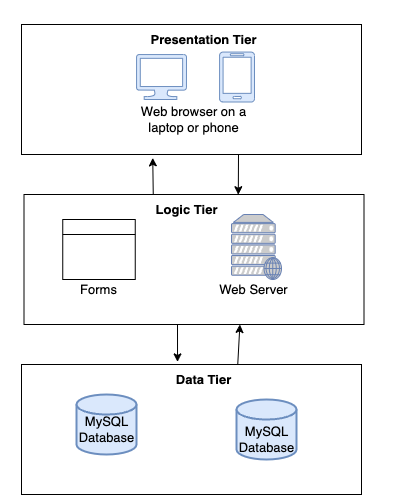 Presentation Tier
Web browser on a
laptop or phone
Logic Tier
Forms
Web Server
Data Tier
MySQL
Database
MySQL
Database